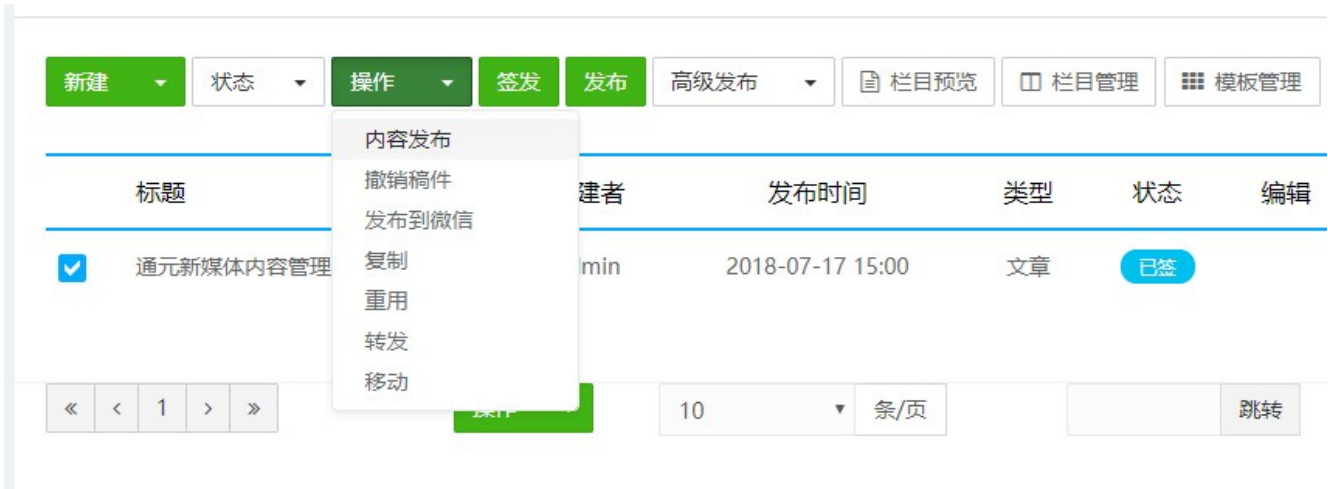 新建 状态 操作 签发 发布 高级发布 栏目预览 栏目管理 模板管理
内容发布
标题 撤销稿件 建者 发布时间 类型 状态 编辑
发布到微信
通元新媒体内容管理 复制 min 2018-07-17 15:00 文章 已签
重用
转发
移动
« < 1 > » 操作 10 条/页 跳转